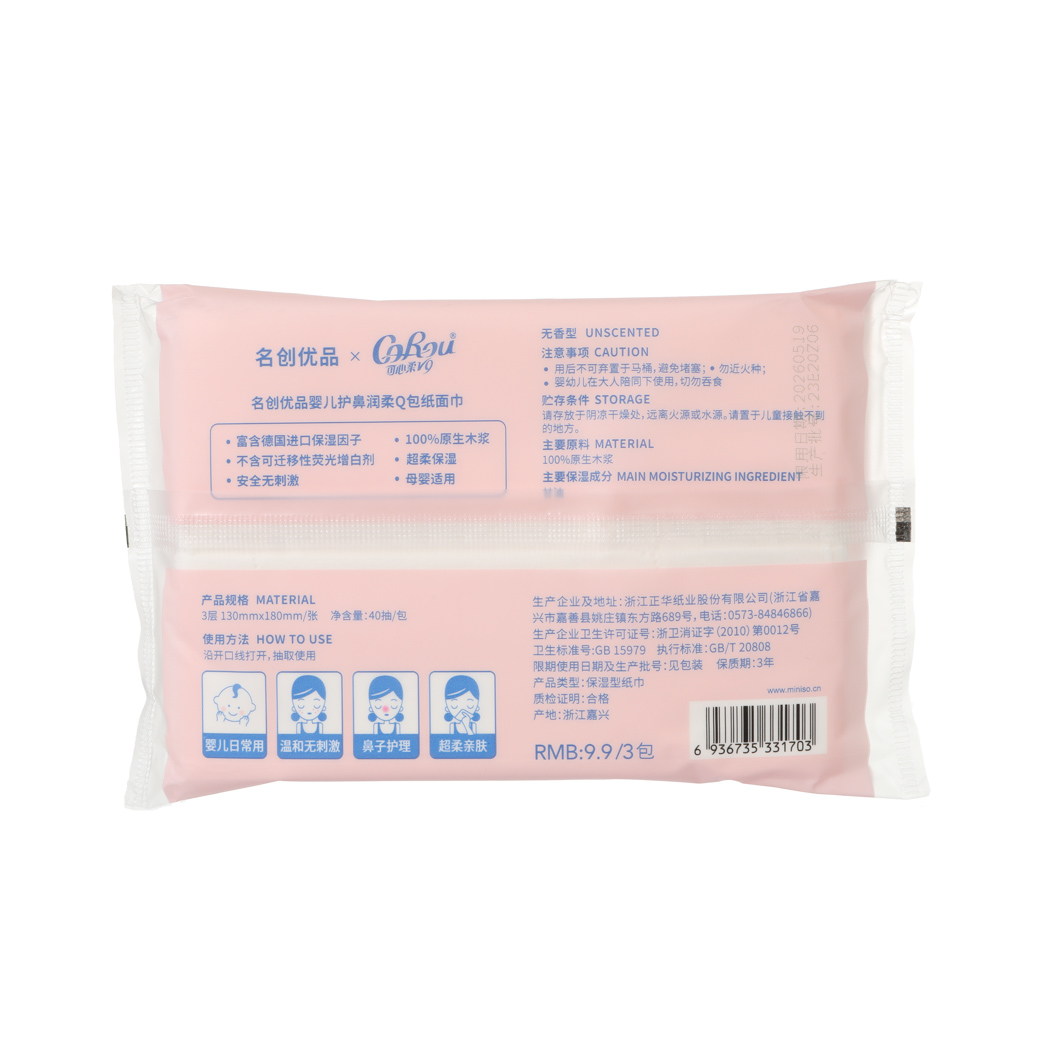 名创优品 × CoRou®
可心柔V9
名创优品婴儿护鼻润柔Q包纸面巾
• 富含德国进口保湿因子 • 100%原生木浆
• 不含可迁移性荧光增白剂 • 超柔保湿
• 安全无刺激 • 母婴适用
无香型 UNSCENTED
注意事项 CAUTION
• 用后不可弃置于马桶,避免堵塞; • 勿近火种;
• 婴幼儿在大人陪同下使用,切勿吞食
贮存条件 STORAGE
请存放于阴凉干燥处,远离火源或水源。请置于儿童接触不到
的地方。
主要原料 MATERIAL
100%原生木浆
主要保湿成分 MAIN MOISTURIZING INGREDIENT
限用日期:20260519
生产批号:23E20Z06
产品规格 MATERIAL
3层 130mmx180mm/张 净含量:40抽/包
使用方法 HOW TO USE
沿开口线打开,抽取使用
婴儿日常用
温和无刺激
鼻子护理
超柔亲肤
生产企业及地址:浙江正华纸业股份有限公司(浙江省嘉
兴市嘉善县姚庄镇东方路689号,电话:0573-84846866)
生产企业卫生许可证号:浙卫消证字(2010)第0012号
卫生标准号:GB 15979 执行标准:GB/T 20808
限期使用日期及生产批号:见包装 保质期:3年
产品类型:保湿型纸巾
质检证明:合格
产地:浙江嘉兴
www.miniso.cn
RMB:9.9/3包
6 936735 331703